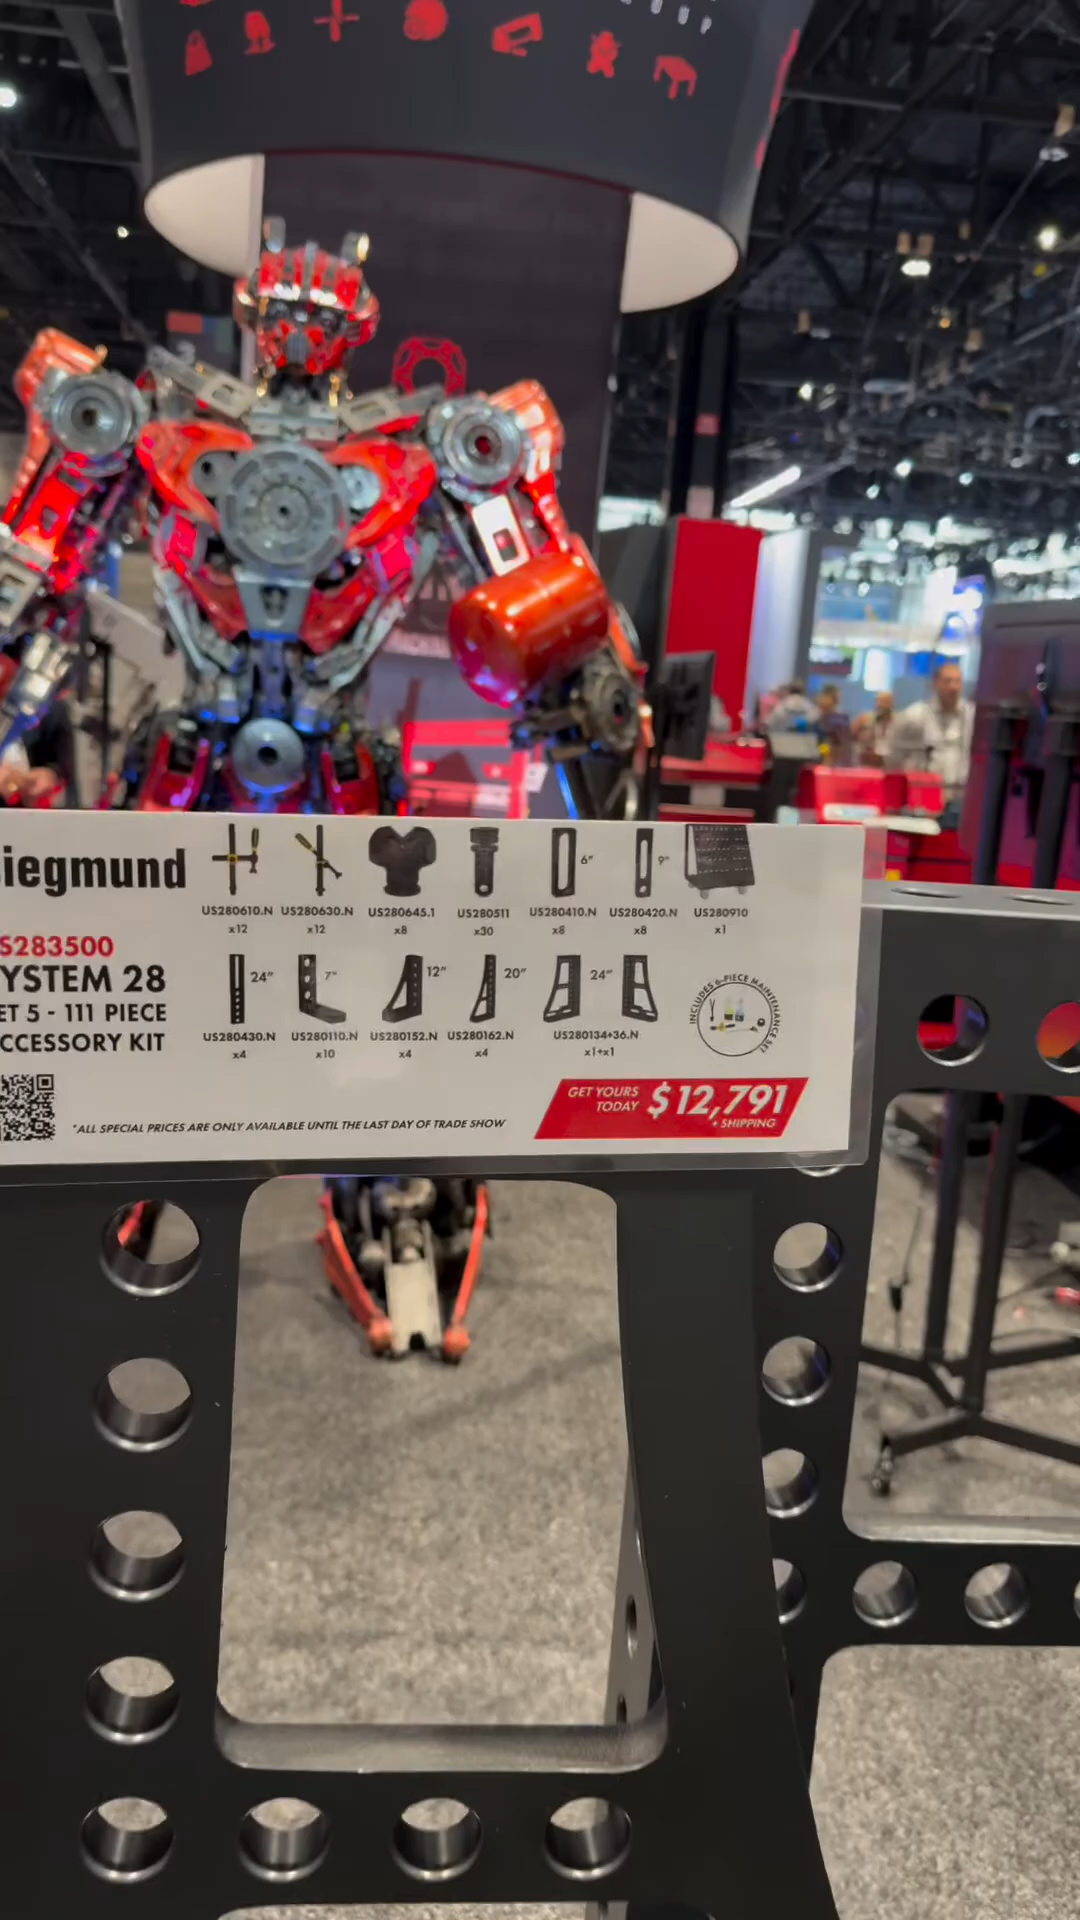 iegmund
US280610.N US280630.N US280645.1 US280511 US280410.N US280420.N US280910
x12 x12 x8 x30 x8 x8 x1
6" 9"
S283500
YSTEM 28
ET 5 - 111 PIECE
CCESSORY KIT
24" 7" 12" 20" 24"
US280430.N US280110.N US280152.N US280162.N US280134+36.N
x4 x10 x4 x4 x1+x1
INCLUDES 6-PIECE MAINTENANCE SET
GET YOURS
TODAY
$12,791
+ SHIPPING
*ALL SPECIAL PRICES ARE ONLY AVAILABLE UNTIL THE LAST DAY OF TRADE SHOW